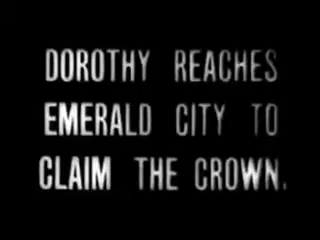 DOROTHY REACHES
EMERALD CITY TO
CLAIM THE CROWN.